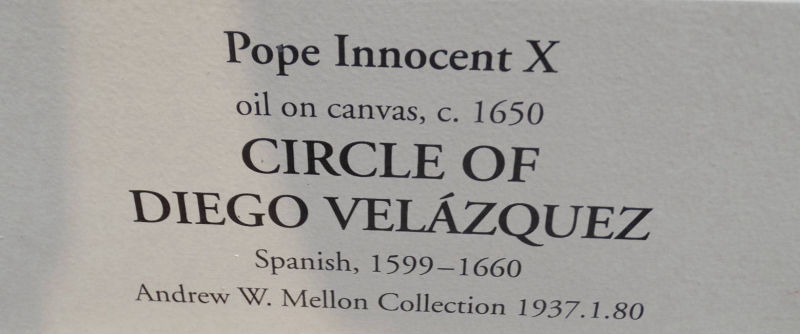 Pope Innocent X
oil on canvas, c. 1650
CIRCLE OF
DIEGO VELÁZQUEZ
Spanish, 1599–1660
Andrew W. Mellon Collection 1937.1.80